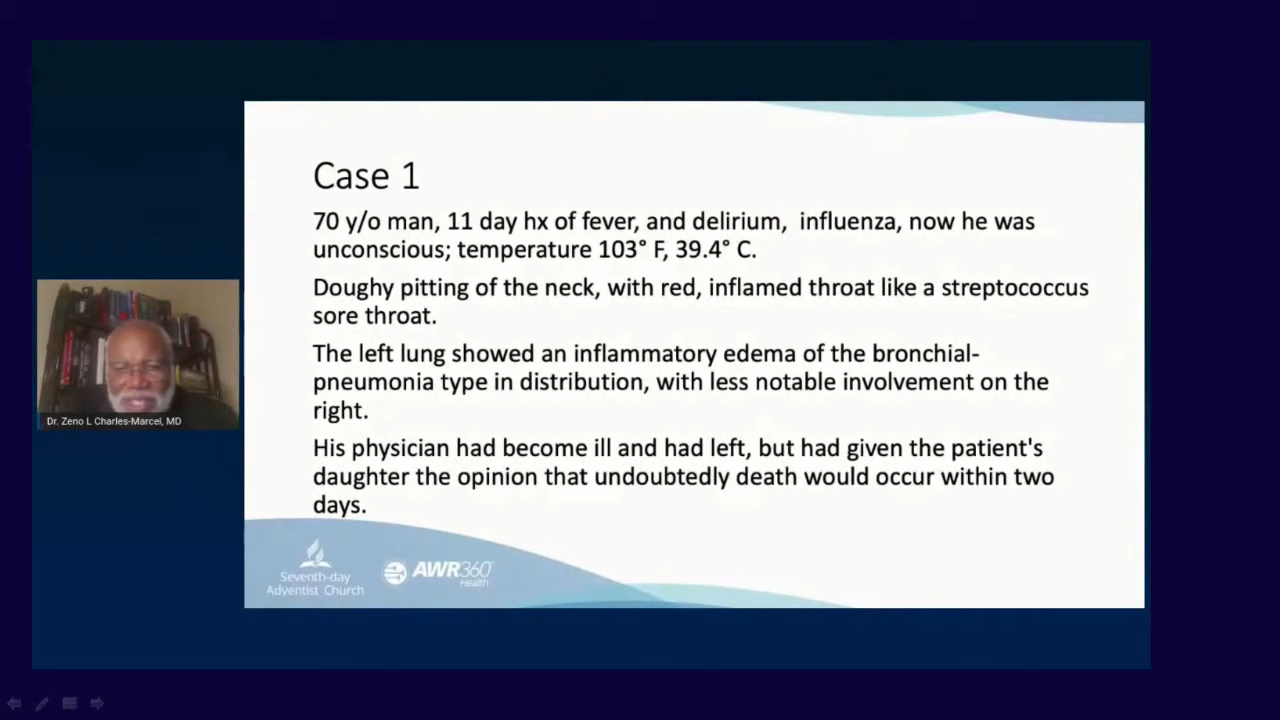 Case 1
70 y/o man, 11 day hx of fever, and delirium,  influenza, now he was
unconscious; temperature 103° F, 39.4° C.
Doughy pitting of the neck, with red, inflamed throat like a streptococcus
sore throat.
The left lung showed an inflammatory edema of the bronchial-
pneumonia type in distribution, with less notable involvement on the
right.
His physician had become ill and had left, but had given the patient's
daughter the opinion that undoubtedly death would occur within two
days.
Dr. Zeno L Charles-Marcel, MD
Seventh-day
Adventist Church
AWR360°
Health